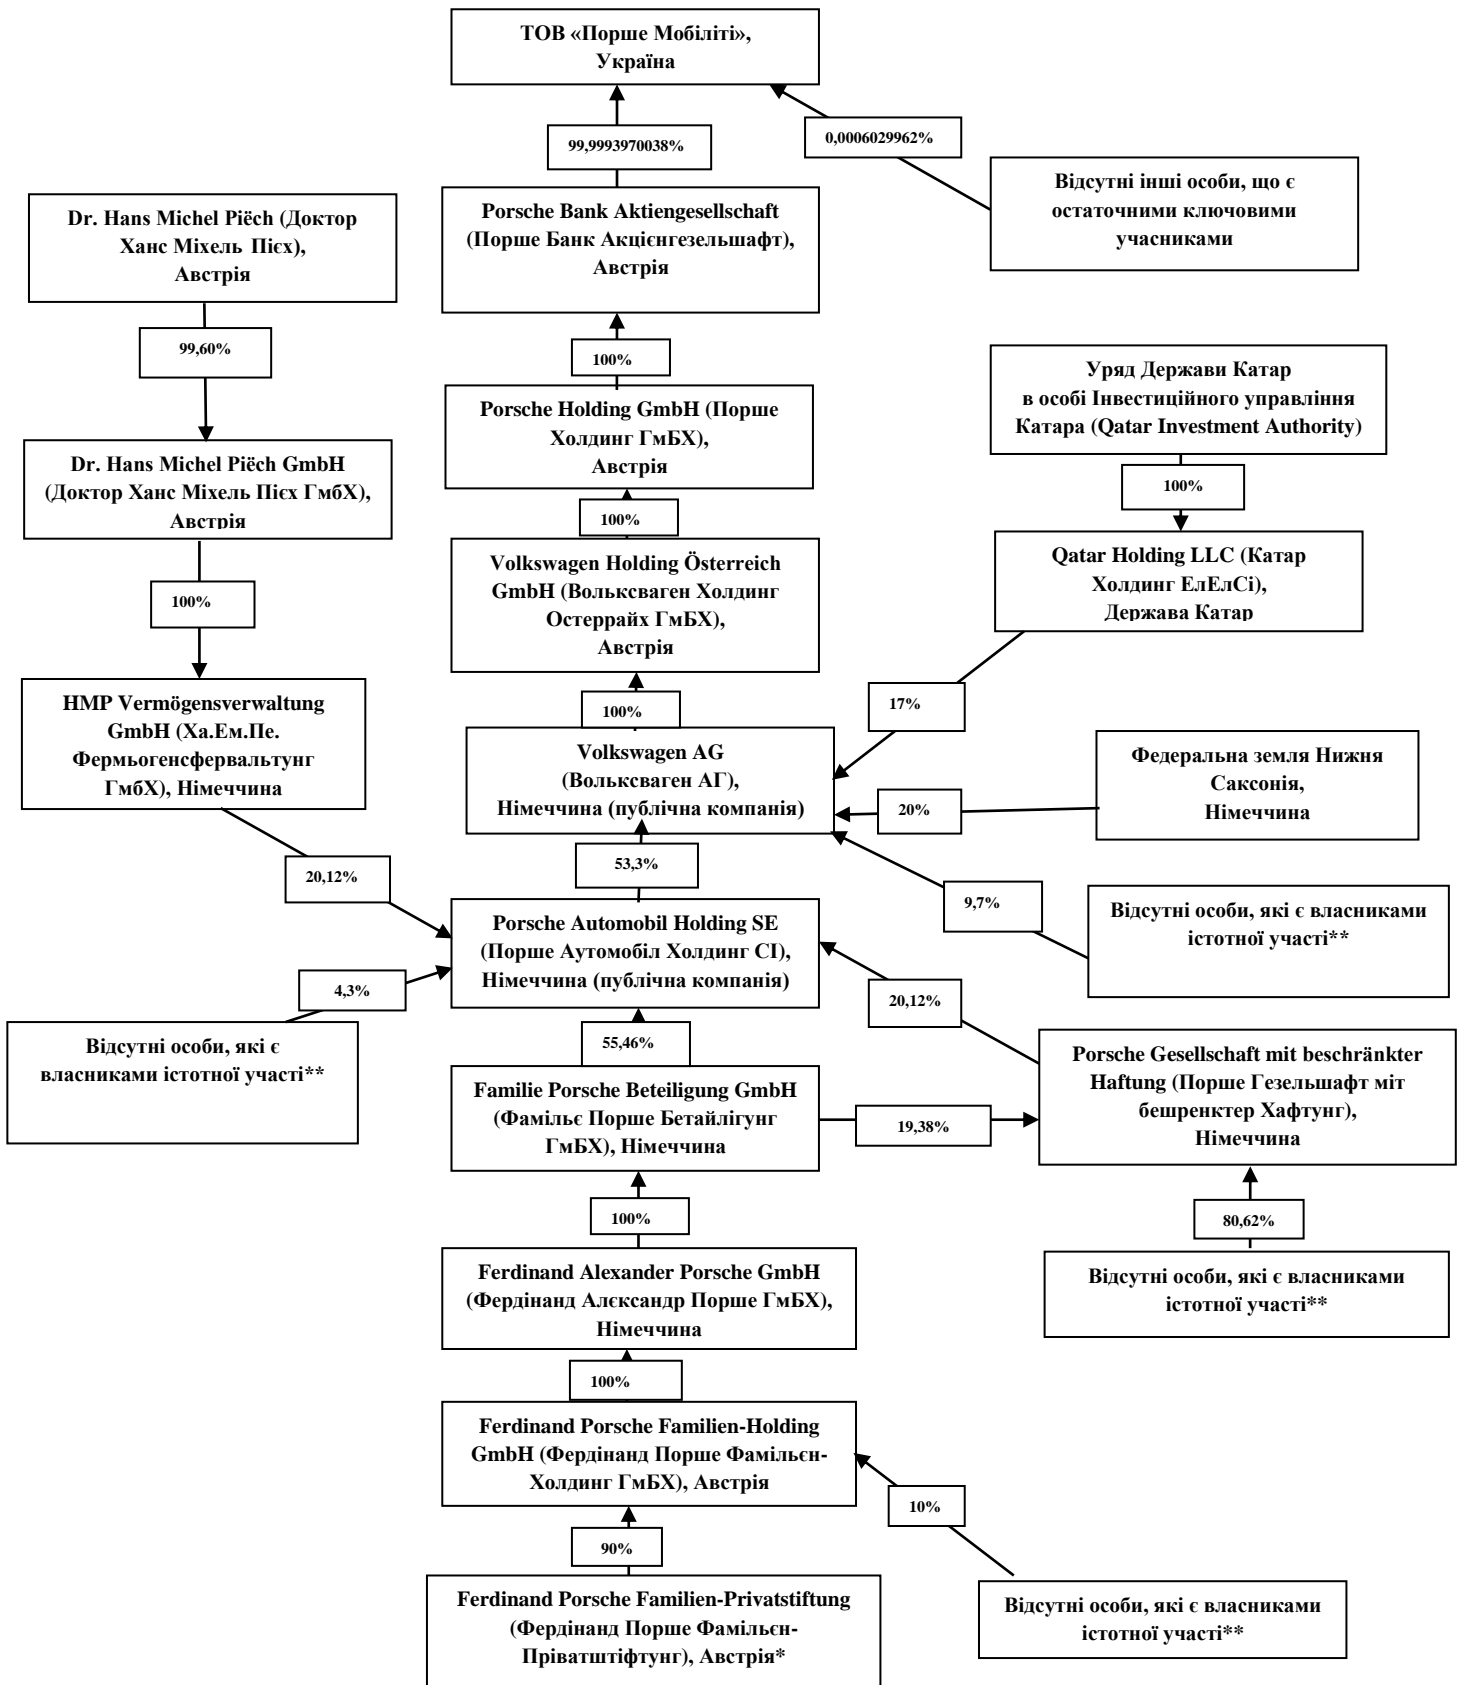 ТОВ «Порше Мобіліті»,
Україна
99,9993970038%
0,0006029962%
Відсутні інші особи, що є
остаточними ключовими
учасниками
Dr. Hans Michel Piëch (Доктор
Ханс Міхель Пієх),
Австрія
Porsche Bank Aktiengesellschaft
(Порше Банк Акцієнгезельшафт),
Австрія
99,60%
100%
Уряд Держави Катар
в особі Інвестиційного управління
Катара (Qatar Investment Authority)
Porsche Holding GmbH (Порше
Холдинг ГмБХ),
Австрія
Dr. Hans Michel Piëch GmbH
(Доктор Ханс Міхель Пієх ГмбХ),
Австрія
100%
100%
Volkswagen Holding Österreich
GmbH (Вольксваген Холдинг
Остеррайх ГмБХ),
Австрія
Qatar Holding LLC (Катар
Холдинг ЕлЕлСі),
Держава Катар
100%
HMP Vermögensverwaltung
GmbH (Ха.Ем.Пе.
Фермьогенсфервальтунг
ГмбХ), Німеччина
100%
17%
Volkswagen AG
(Вольксваген АГ),
Німеччина (публічна компанія)
Федеральна земля Нижня
Саксонія,
Німеччина
20%
53,3%
20,12%
9,7%
Відсутні особи, які є власниками
істотної участі**
Porsche Automobil Holding SE
(Порше Аутомобіл Холдинг СІ),
Німеччина (публічна компанія)
4,3%
20,12%
Відсутні особи, які є
власниками істотної участі**
55,46%
Porsche Gesellschaft mit beschränkter
Haftung (Порше Гезельшафт міт
бешренктер Хафтунг),
Німеччина
Familie Porsche Beteiligung GmbH
(Фамільє Порше Бетайлігунг
ГмБХ), Німеччина
19,38%
100%
80,62%
Ferdinand Alexander Porsche GmbH
(Фердінанд Алєксандр Порше ГмБХ),
Німеччина
Відсутні особи, які є власниками
істотної участі**
100%
Ferdinand Porsche Familien-Holding
GmbH (Фердінанд Порше Фамільєн-
Холдинг ГмБХ), Австрія
10%
90%
Ferdinand Porsche Familien-Privatstiftung
(Фердінанд Порше Фамільєн-
Пріватштіфтунг), Австрія*
Відсутні особи, які є власниками
істотної участі**